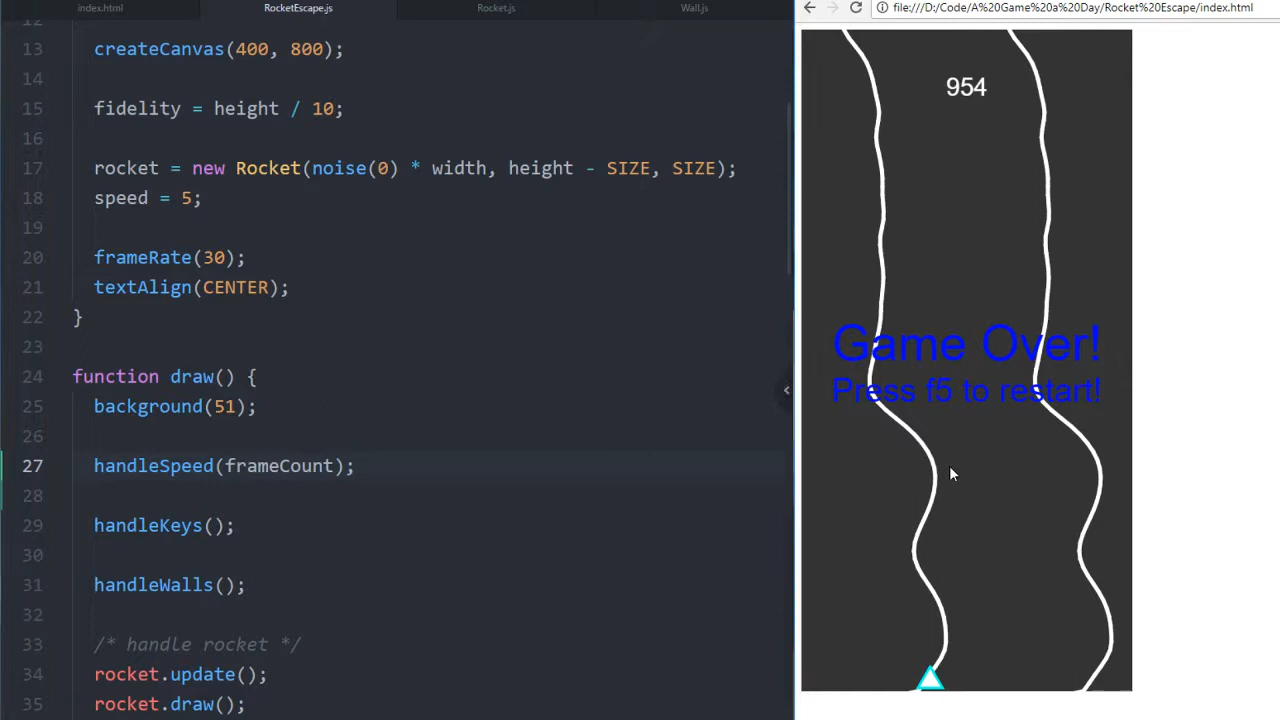 index.html
RocketEscape.js
Rocket.js
Wall.js
file:///D:/Code/A%20Game%20a%20Day/Rocket%20Escape/index.html
12
13 createCanvas(400, 800);
14
15 fidelity = height / 10;
16
17 rocket = new Rocket(noise(0) * width, height - SIZE, SIZE);
18 speed = 5;
19
20 frameRate(30);
21 textAlign(CENTER);
22 }
23
24 function draw() {
25 background(51);
26
27 handleSpeed(frameCount);
28
29 handleKeys();
30
31 handleWalls();
32
33 /* handle rocket */
34 rocket.update();
35 rocket.draw();
954
Game Over!
Press f5 to restart!